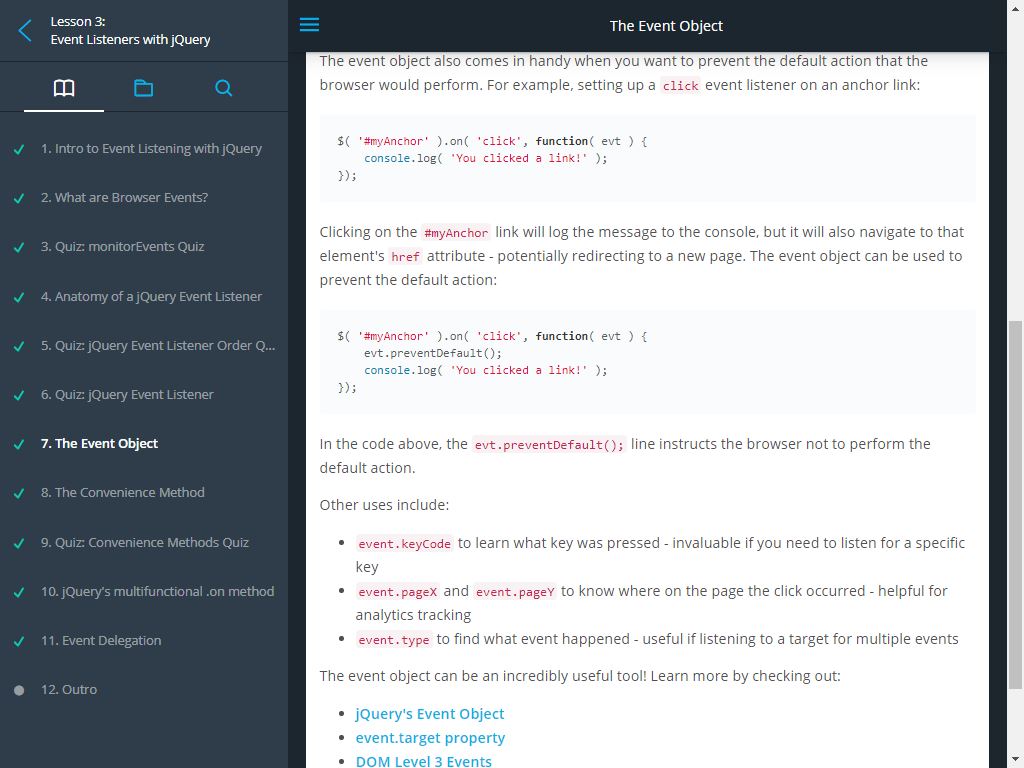 Lesson 3:
Event Listeners with jQuery
1. Intro to Event Listening with jQuery
2. What are Browser Events?
3. Quiz: monitorEvents Quiz
4. Anatomy of a jQuery Event Listener
5. Quiz: jQuery Event Listener Order Q...
6. Quiz: jQuery Event Listener
7. The Event Object
8. The Convenience Method
9. Quiz: Convenience Methods Quiz
10. jQuery's multifunctional .on method
11. Event Delegation
12. Outro
The Event Object
The event object also comes in handy when you want to prevent the default action that the
browser would perform. For example, setting up a click event listener on an anchor link:
$( '#myAnchor' ).on( 'click', function( evt ) {
    console.log( 'You clicked a link!' );
});
Clicking on the #myAnchor link will log the message to the console, but it will also navigate to that
element's href attribute - potentially redirecting to a new page. The event object can be used to
prevent the default action:
$( '#myAnchor' ).on( 'click', function( evt ) {
    evt.preventDefault();
    console.log( 'You clicked a link!' );
});
In the code above, the evt.preventDefault(); line instructs the browser not to perform the
default action.
Other uses include:
• event.keyCode to learn what key was pressed - invaluable if you need to listen for a specific
key
• event.pageX and event.pageY to know where on the page the click occurred - helpful for
analytics tracking
• event.type to find what event happened - useful if listening to a target for multiple events
The event object can be an incredibly useful tool! Learn more by checking out:
• jQuery's Event Object
• event.target property
• DOM Level 3 Events